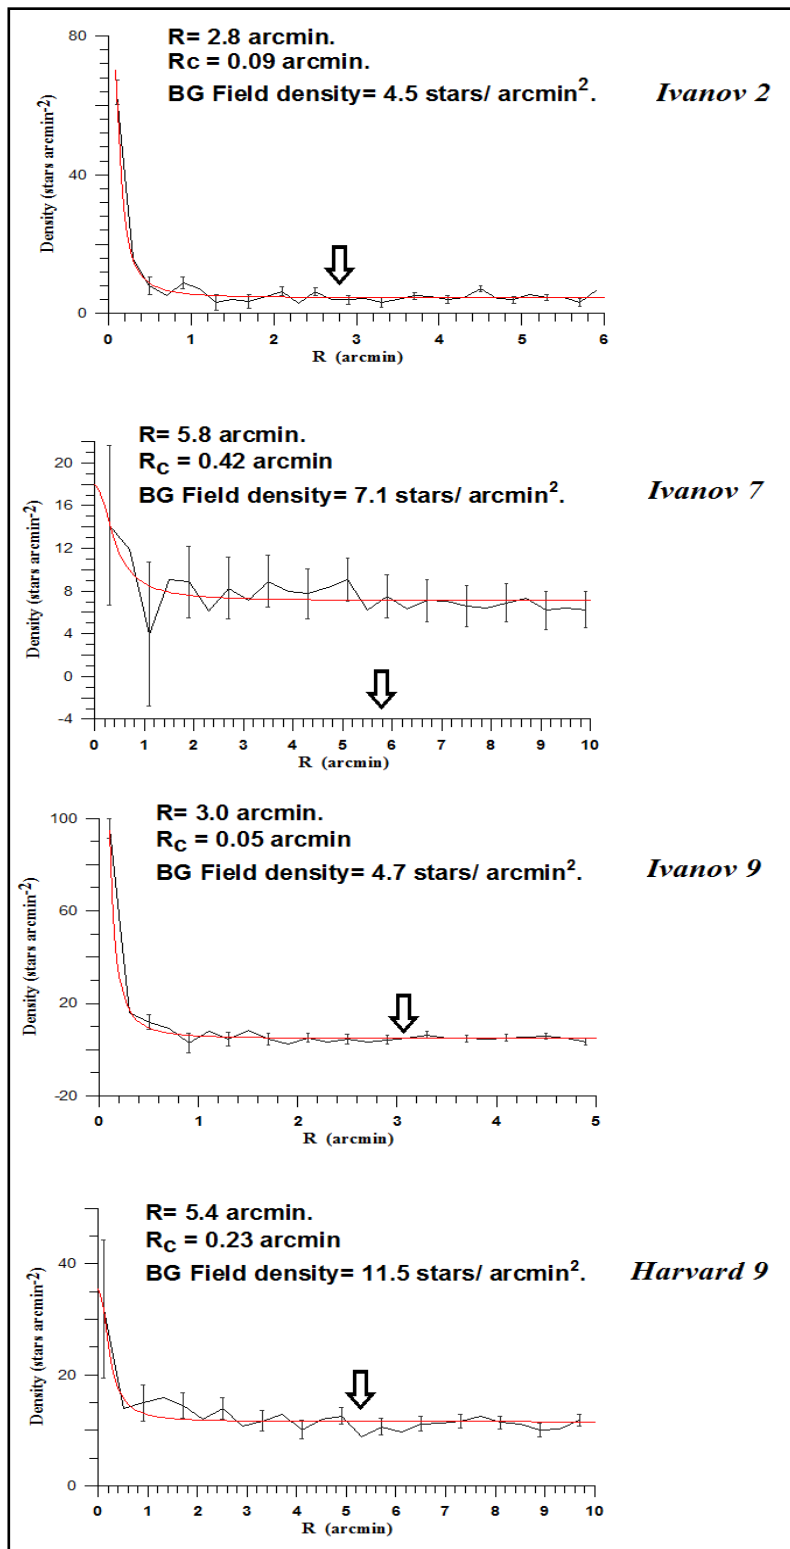 R= 2.8 arcmin.
Rc = 0.09 arcmin.
BG Field density= 4.5 stars/ arcmin².
Ivanov 2
Density (stars arcmin-2)
80
40
0
0 1 2 3 4 5 6
R (arcmin)
R= 5.8 arcmin.
RC = 0.42 arcmin
BG Field density= 7.1 stars/ arcmin².
Ivanov 7
Density (stars arcmin-2)
20
16
12
8
4
0
-4
0 1 2 3 4 5 6 7 8 9 10
R (arcmin)
R= 3.0 arcmin.
RC = 0.05 arcmin
BG Field density= 4.7 stars/ arcmin².
Ivanov 9
Density (stars arcmin-2)
100
60
20
-20
0 1 2 3 4 5
R (arcmin)
R= 5.4 arcmin.
RC = 0.23 arcmin
BG Field density= 11.5 stars/ arcmin².
Harvard 9
Density (stars arcmin-2)
40
20
0
0 1 2 3 4 5 6 7 8 9 10
R (arcmin)